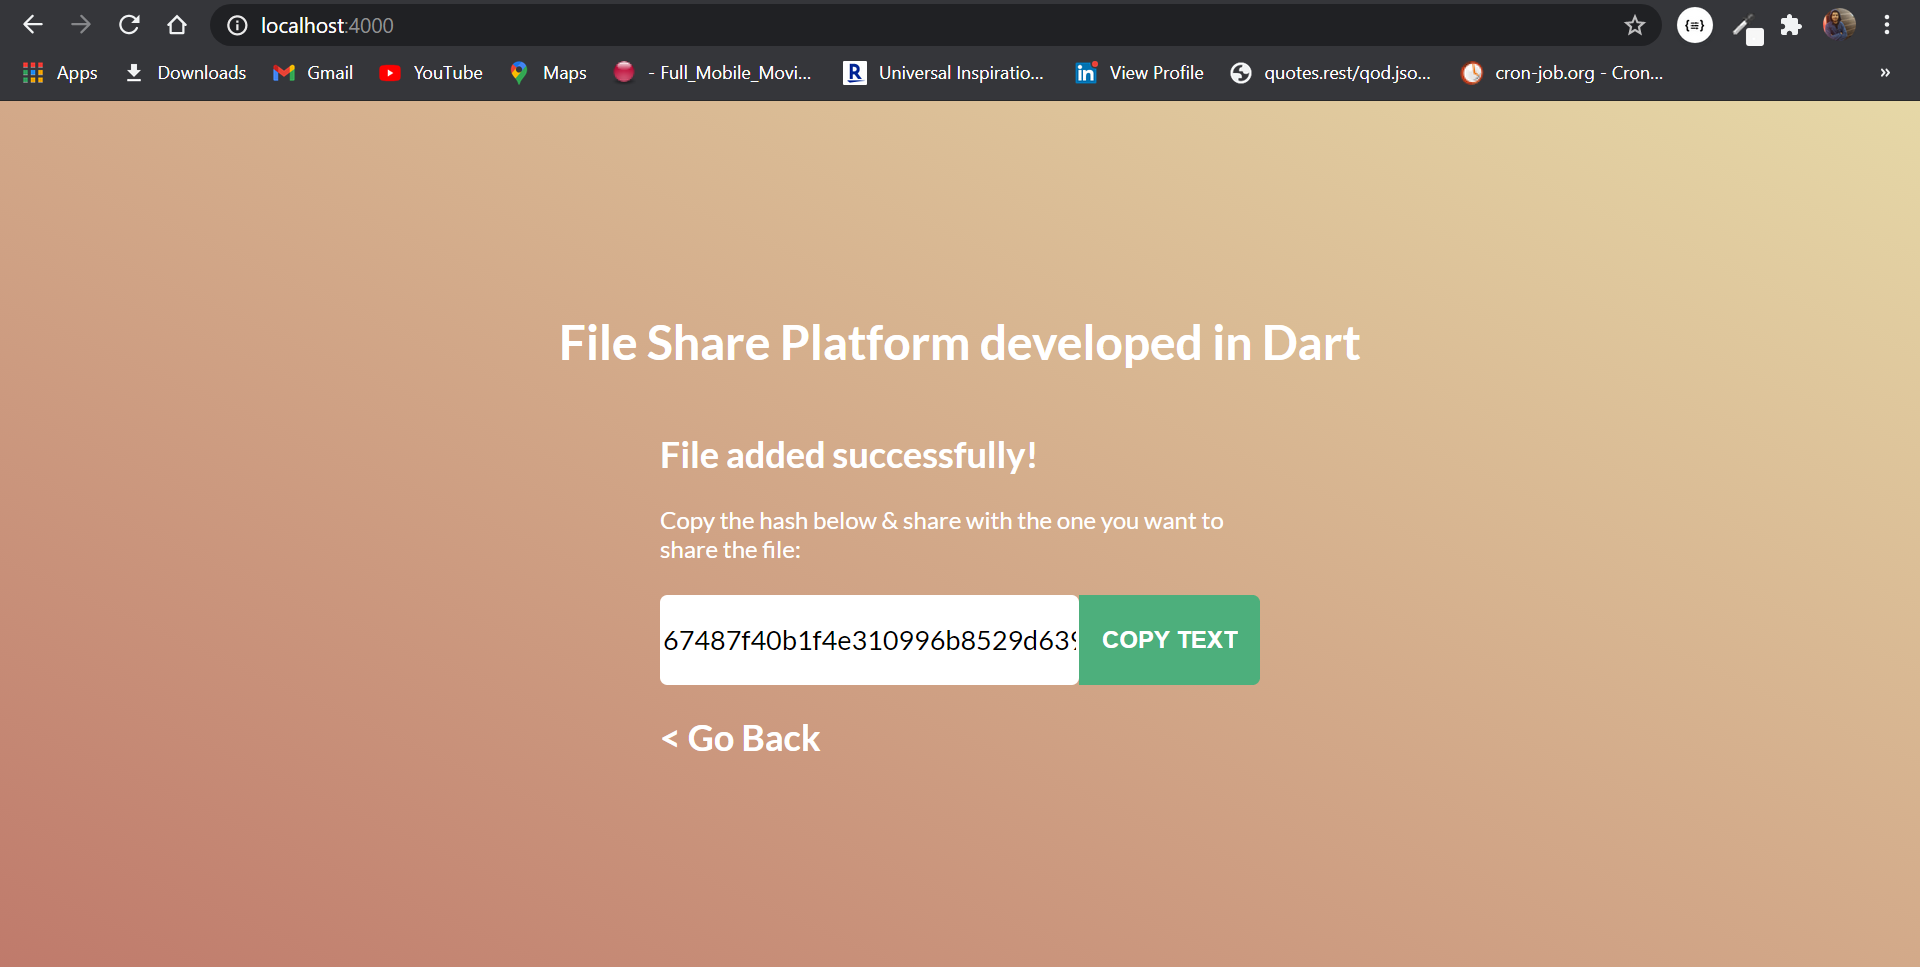 localhost:4000
Apps Downloads Gmail YouTube Maps - Full_Mobile_Movi... R Universal Inspiratio... in View Profile quotes.rest/qod.jso... cron-job.org - Cron... »
File Share Platform developed in Dart
File added successfully!
Copy the hash below & share with the one you want to
share the file:
67487f40b1f4e310996b8529d639 COPY TEXT
< Go Back